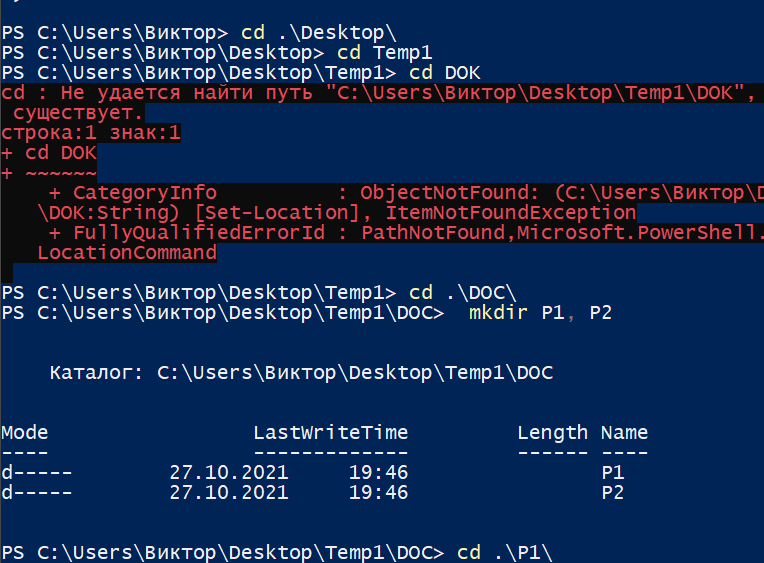 PS C:\Users\Виктор> cd .\Desktop\
PS C:\Users\Виктор\Desktop> cd Temp1
PS C:\Users\Виктор\Desktop\Temp1> cd DOK
cd : Не удается найти путь "C:\Users\Виктор\Desktop\Temp1\DOK",
существует.
строка:1 знак:1
+ cd DOK
+ ~~~~~~
    + CategoryInfo          : ObjectNotFound: (C:\Users\Виктор\D
   \DOK:String) [Set-Location], ItemNotFoundException
    + FullyQualifiedErrorId : PathNotFound,Microsoft.PowerShell.
   LocationCommand
PS C:\Users\Виктор\Desktop\Temp1> cd .\DOC\
PS C:\Users\Виктор\Desktop\Temp1\DOC>  mkdir P1, P2
    Каталог: C:\Users\Виктор\Desktop\Temp1\DOC
Mode                 LastWriteTime         Length Name
----                 -------------         ------ ----
d-----         27.10.2021     19:46               P1
d-----         27.10.2021     19:46               P2
PS C:\Users\Виктор\Desktop\Temp1\DOC> cd .\P1\